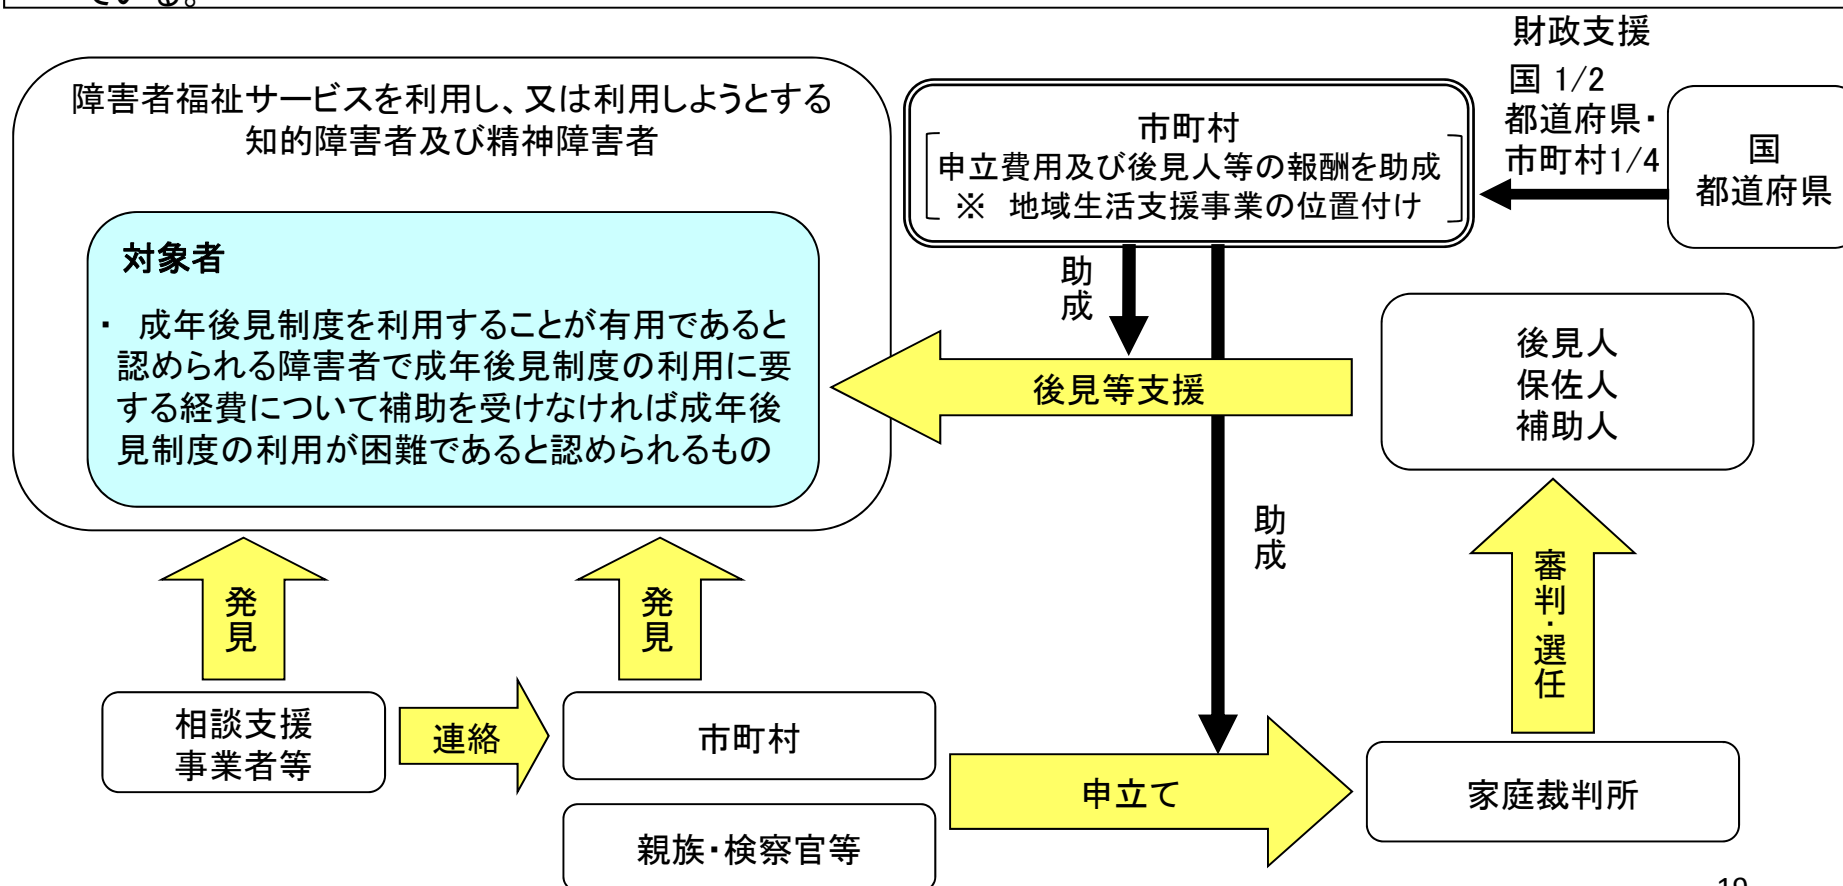 ている。
財政支援
国 1/2
都道府県・
市町村1/4
国
都道府県
障害者福祉サービスを利用し、又は利用しようとする
知的障害者及び精神障害者
対象者
・ 成年後見制度を利用することが有用であると
認められる障害者で成年後見制度の利用に要
する経費について補助を受けなければ成年後
見制度の利用が困難であると認められるもの
市町村
申立費用及び後見人等の報酬を助成
※ 地域生活支援事業の位置付け
助成
後見等支援
後見人
保佐人
補助人
助成
審判・選任
発見
発見
相談支援
事業者等
連絡
市町村
親族・検察官等
申立て
家庭裁判所